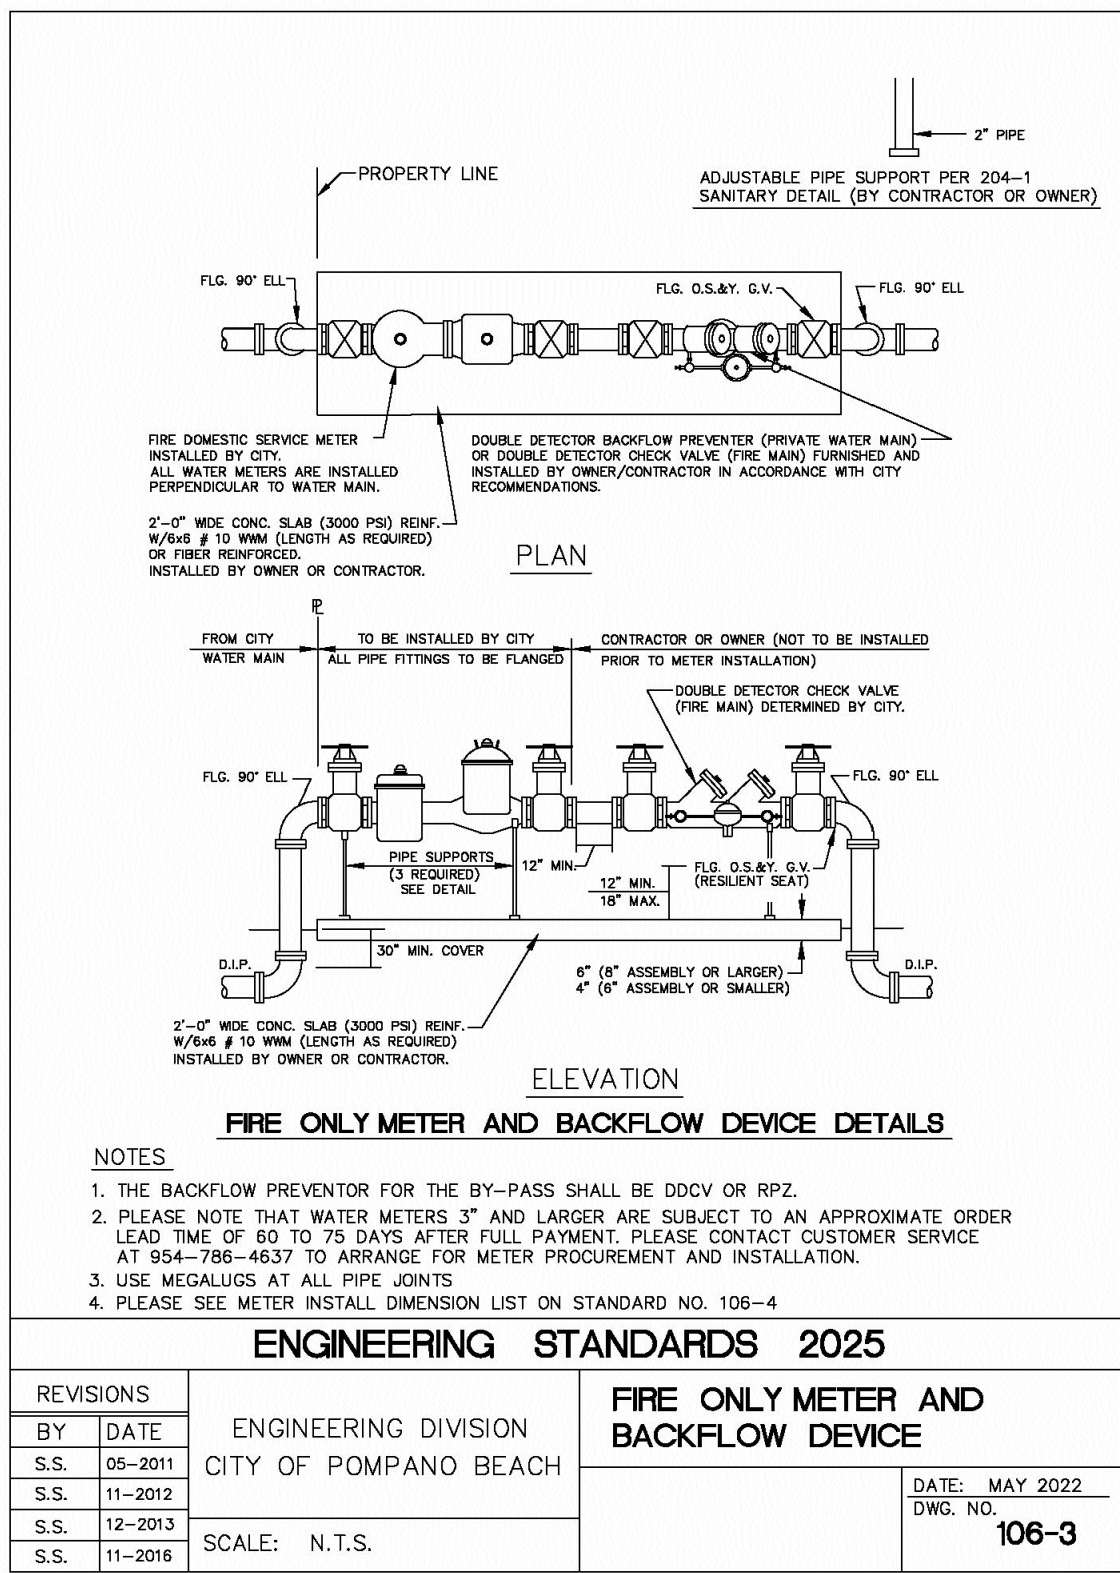 2" PIPE
ADJUSTABLE PIPE SUPPORT PER 204-1
SANITARY DETAIL (BY CONTRACTOR OR OWNER)
PROPERTY LINE
FLG. 90° ELL
FLG. O.S.&Y. G.V.
FLG. 90° ELL
FIRE DOMESTIC SERVICE METER
INSTALLED BY CITY.
ALL WATER METERS ARE INSTALLED
PERPENDICULAR TO WATER MAIN.
DOUBLE DETECTOR BACKFLOW PREVENTER (PRIVATE WATER MAIN)
OR DOUBLE DETECTOR CHECK VALVE (FIRE MAIN) FURNISHED AND
INSTALLED BY OWNER/CONTRACTOR IN ACCORDANCE WITH CITY
RECOMMENDATIONS.
2'-0" WIDE CONC. SLAB (3000 PSI) REINF.
W/6x6 # 10 WWM (LENGTH AS REQUIRED)
OR FIBER REINFORCED.
INSTALLED BY OWNER OR CONTRACTOR.
PLAN
PL
FROM CITY
WATER MAIN
TO BE INSTALLED BY CITY
ALL PIPE FITTINGS TO BE FLANGED
CONTRACTOR OR OWNER (NOT TO BE INSTALLED
PRIOR TO METER INSTALLATION)
DOUBLE DETECTOR CHECK VALVE
(FIRE MAIN) DETERMINED BY CITY.
FLG. 90° ELL
FLG. 90° ELL
PIPE SUPPORTS
(3 REQUIRED)
SEE DETAIL
12" MIN.
12" MIN.
18" MAX.
FLG. O.S.&Y. G.V.
(RESILIENT SEAT)
30" MIN. COVER
D.I.P.
D.I.P.
6" (8" ASSEMBLY OR LARGER)
4" (6" ASSEMBLY OR SMALLER)
2'-0" WIDE CONC. SLAB (3000 PSI) REINF.
W/6x6 # 10 WWM (LENGTH AS REQUIRED)
INSTALLED BY OWNER OR CONTRACTOR.
ELEVATION
FIRE ONLY METER AND BACKFLOW DEVICE DETAILS
NOTES
1. THE BACKFLOW PREVENTOR FOR THE BY-PASS SHALL BE DDCV OR RPZ.
2. PLEASE NOTE THAT WATER METERS 3" AND LARGER ARE SUBJECT TO AN APPROXIMATE ORDER
LEAD TIME OF 60 TO 75 DAYS AFTER FULL PAYMENT. PLEASE CONTACT CUSTOMER SERVICE
AT 954-786-4637 TO ARRANGE FOR METER PROCUREMENT AND INSTALLATION.
3. USE MEGALUGS AT ALL PIPE JOINTS
4. PLEASE SEE METER INSTALL DIMENSION LIST ON STANDARD NO. 106-4
ENGINEERING STANDARDS 2025
REVISIONS
BY DATE
S.S. 05-2011
S.S. 11-2012
S.S. 12-2013
S.S. 11-2016
ENGINEERING DIVISION
CITY OF POMPANO BEACH
SCALE: N.T.S.
FIRE ONLY METER AND
BACKFLOW DEVICE
DATE: MAY 2022
DWG. NO.
106-3